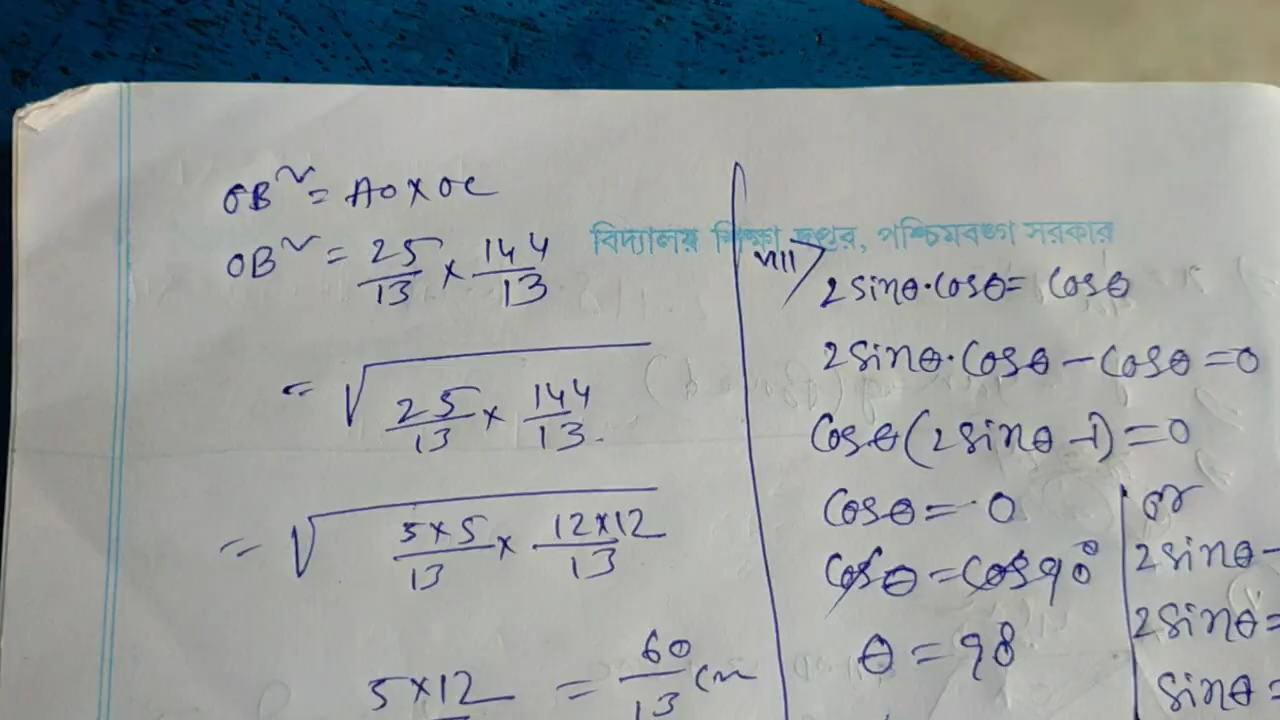 OB² = AO × OC
OB² = 25/13 × 144/13
= √(25/13 × 144/13)
= √(5×5/13 × 12×12/13)
5×12 = 60/13 cm
বিদ্যালয় শিক্ষা দপ্তর, পশ্চিমবঙ্গ সরকার
VIII 2sinθ·cosθ = cosθ
2sinθ·cosθ - cosθ = 0
cosθ(2sinθ - 1) = 0
cosθ = 0
cosθ = cos90°
θ = 90°
or
2sinθ -
2sinθ =
sinθ =